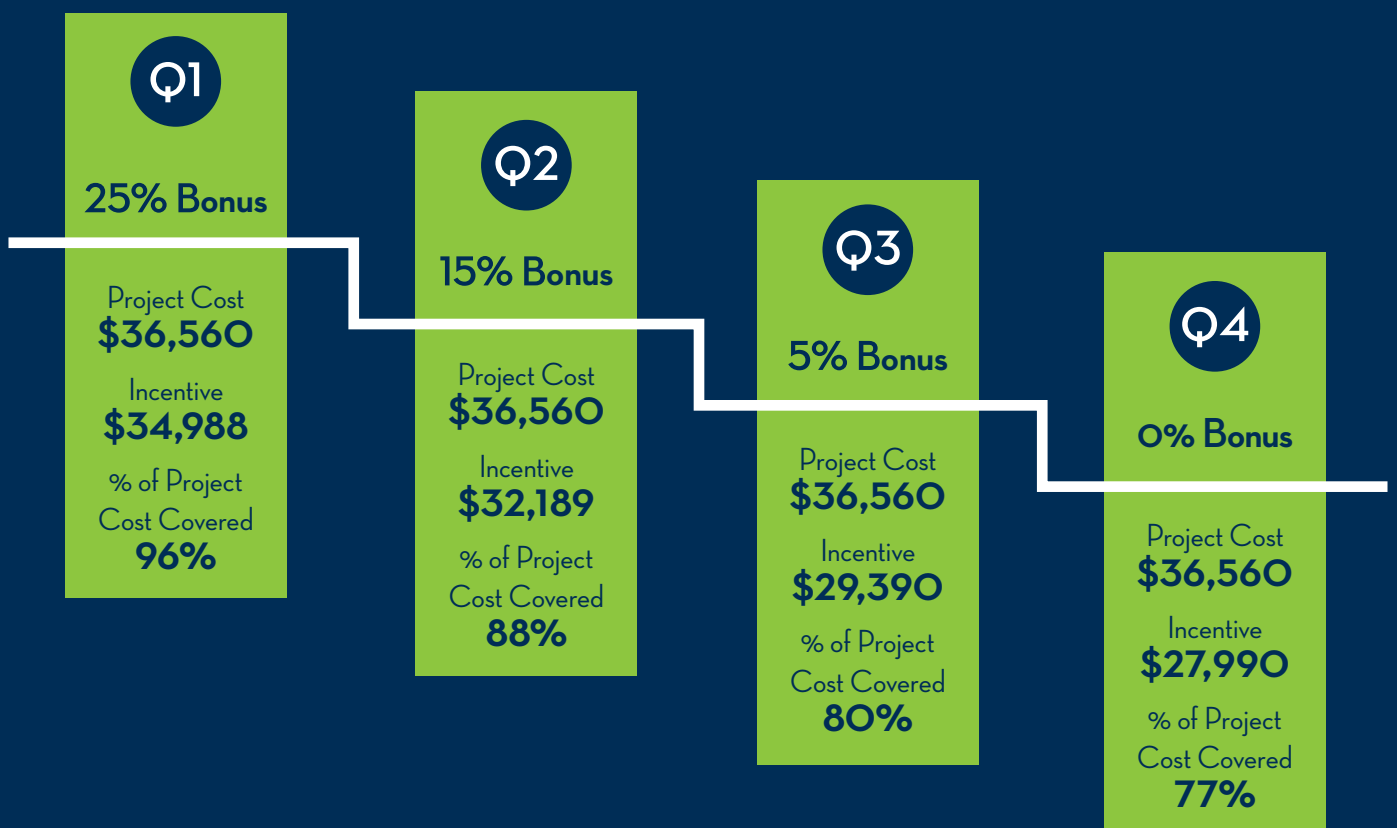 Q1
25% Bonus
Project Cost
$36,560
Incentive
$34,988
% of Project
Cost Covered
96%
Q2
15% Bonus
Project Cost
$36,560
Incentive
$32,189
% of Project
Cost Covered
88%
Q3
5% Bonus
Project Cost
$36,560
Incentive
$29,390
% of Project
Cost Covered
80%
Q4
0% Bonus
Project Cost
$36,560
Incentive
$27,990
% of Project
Cost Covered
77%